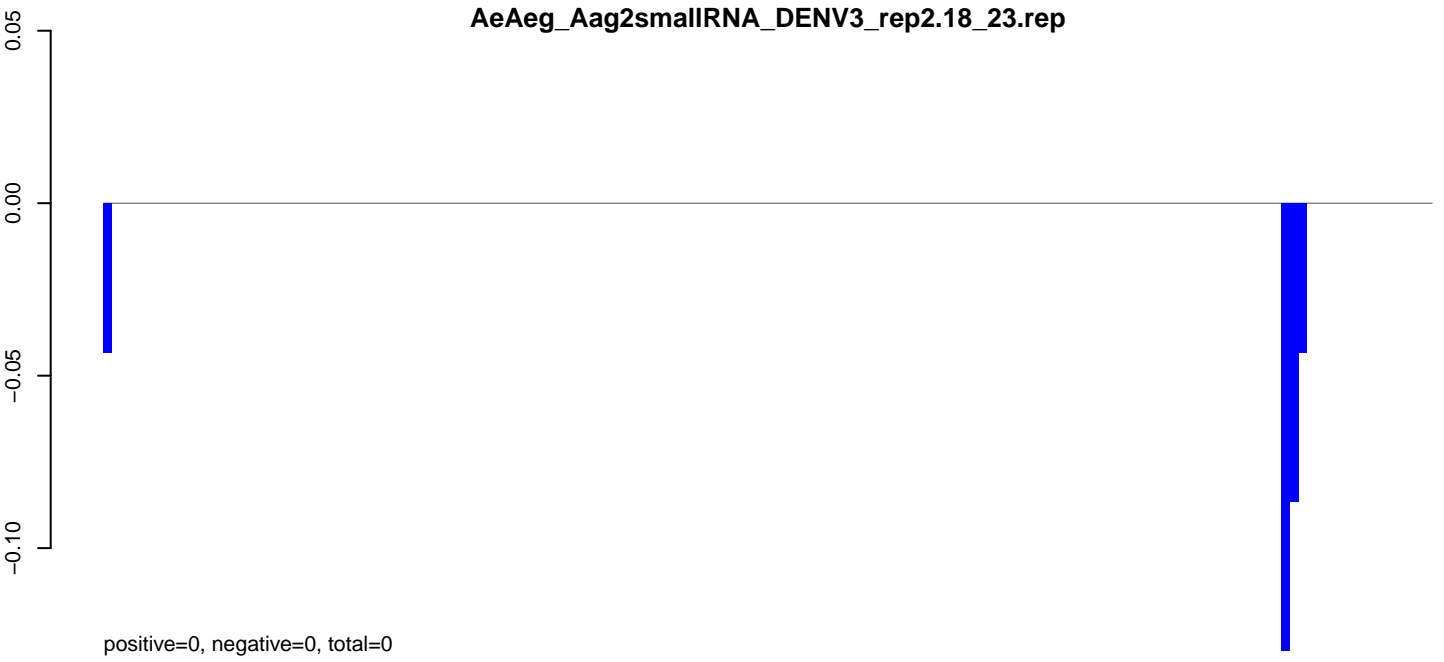 AeAeg_Aag2smallRNA_DENV3_rep2.18_23.rep
0.05
0.00
−0.05
−0.10
positive=0, negative=0, total=0